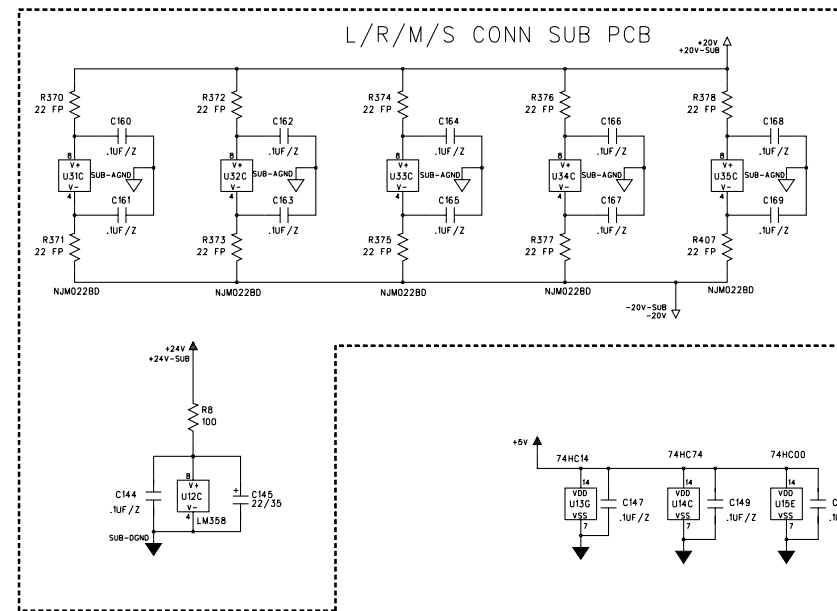 L/R/M/S CONN SUB PCB
+20V
+20V-SUB
R370
22 FP
R372
22 FP
R374
22 FP
R376
22 FP
R378
22 FP
C160
.1UF/Z
C162
.1UF/Z
C164
.1UF/Z
C166
.1UF/Z
C168
.1UF/Z
8
V+
U31C
V-
4
SUB-AGND
8
V+
U32C
V-
4
SUB-AGND
8
V+
U33C
V-
4
SUB-AGND
8
V+
U34C
V-
4
SUB-AGND
8
V+
U35C
V-
4
SUB-AGND
C161
.1UF/Z
C163
.1UF/Z
C165
.1UF/Z
C167
.1UF/Z
C169
.1UF/Z
R371
22 FP
R373
22 FP
R375
22 FP
R377
22 FP
R407
22 FP
NJM022BD
NJM022BD
NJM022BD
NJM022BD
NJM022BD
-20V-SUB
-20V
+24V
+24V-SUB
R8
100
C144
.1UF/Z
8
V+
U12C
V-
4
LM358
+
C145
22/35
SUB-DGND
+5V
74HC14
74HC74
74HC00
14
VDD
U13G
VSS
7
C147
.1UF/Z
14
VDD
U14C
VSS
7
C149
.1UF/Z
14
VDD
U15E
VSS
7